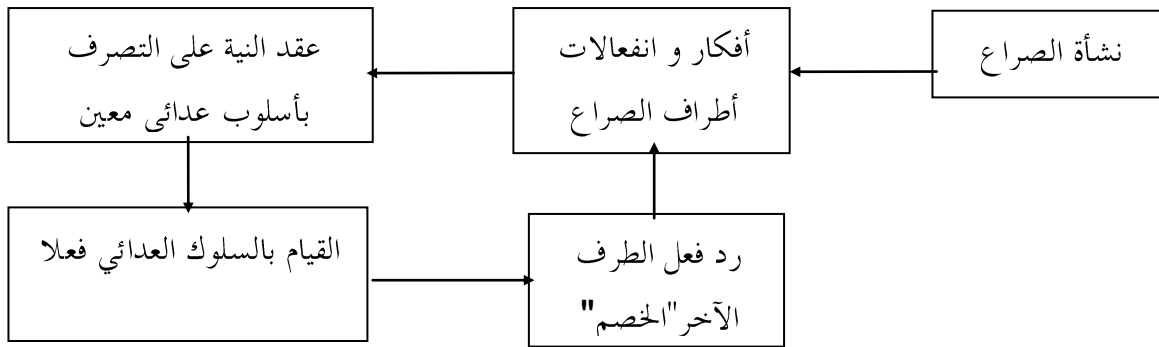 نشأة الصراع
أفكار و انفعالات
أطراف الصراع
عقد النية على التصرف
بأسلوب عدائى معين
القيام بالسلوك العدائي فعلا
رد فعل الطرف
الآخر"الخصم"